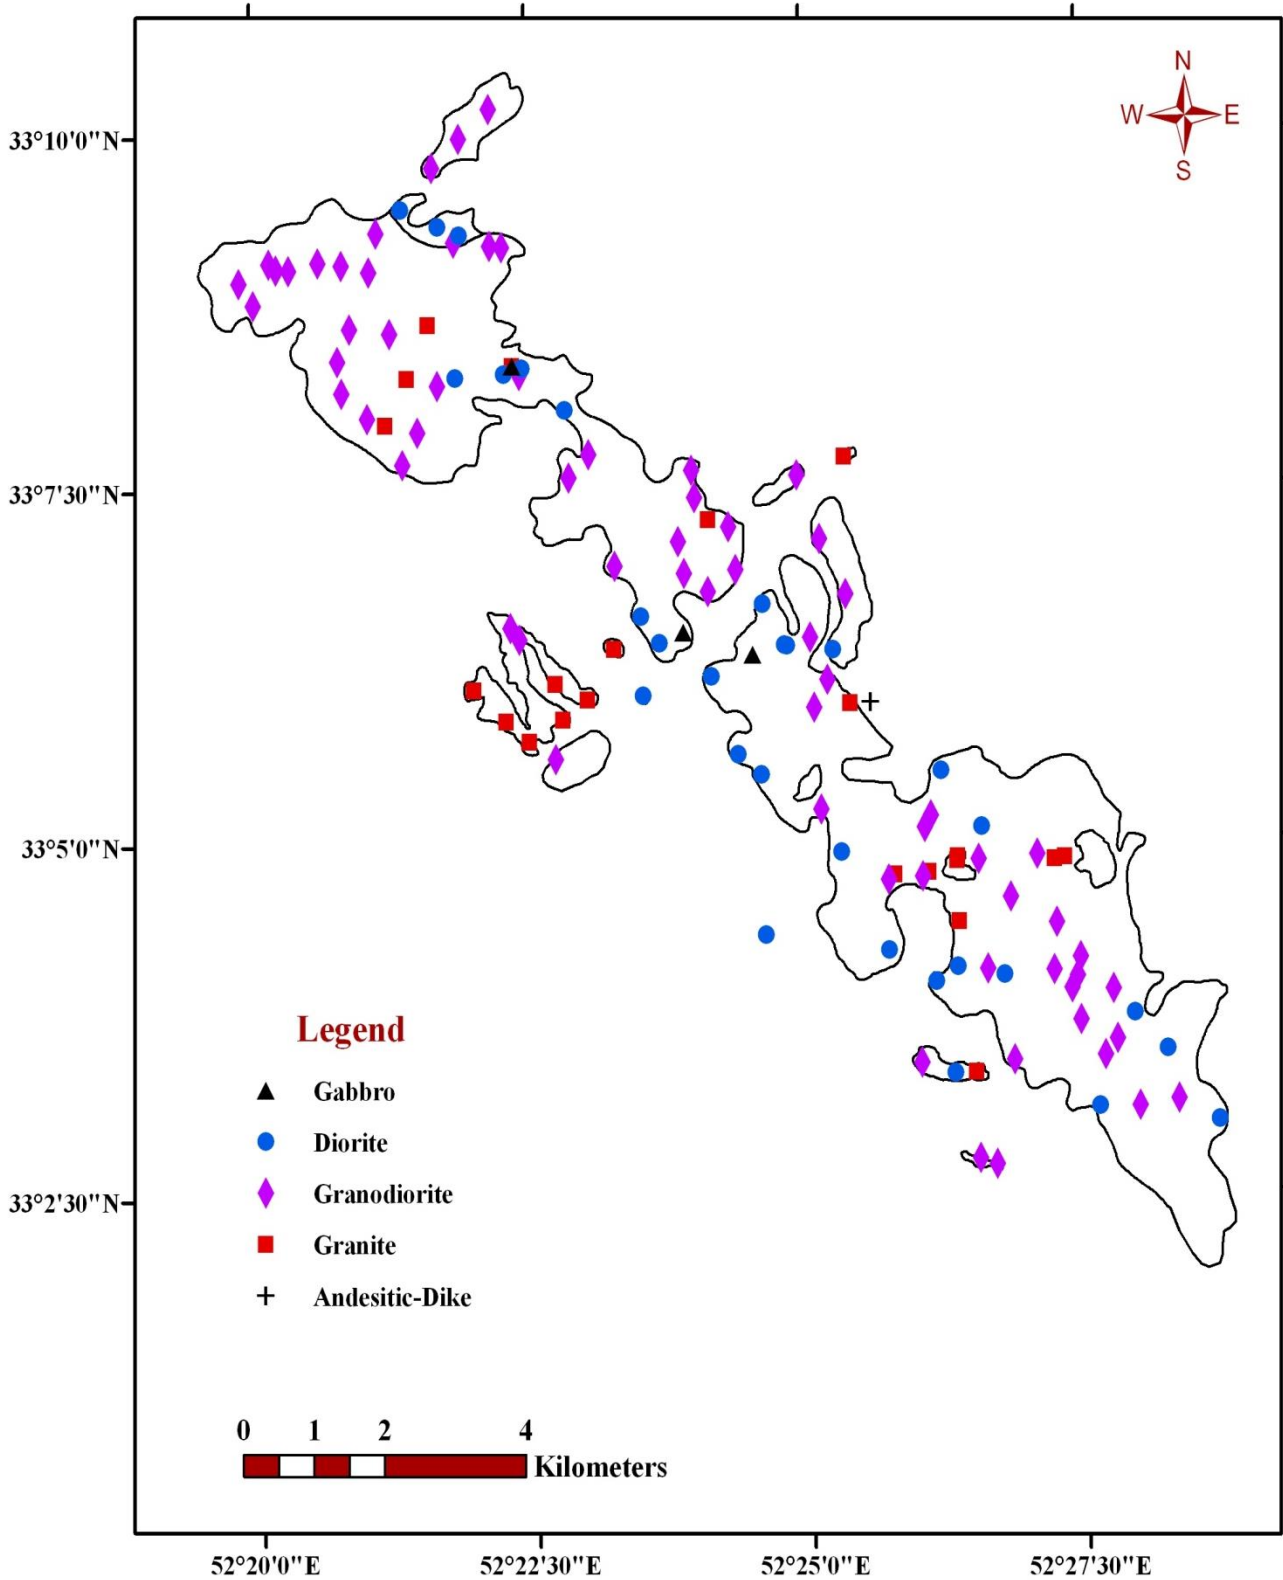 N
W E
S
33°10'0"N
33°7'30"N
33°5'0"N
33°2'30"N
Legend
Gabbro
Diorite
Granodiorite
Granite
Andesitic-Dike
0 1 2 4
Kilometers
52°20'0"E 52°22'30"E 52°25'0"E 52°27'30"E